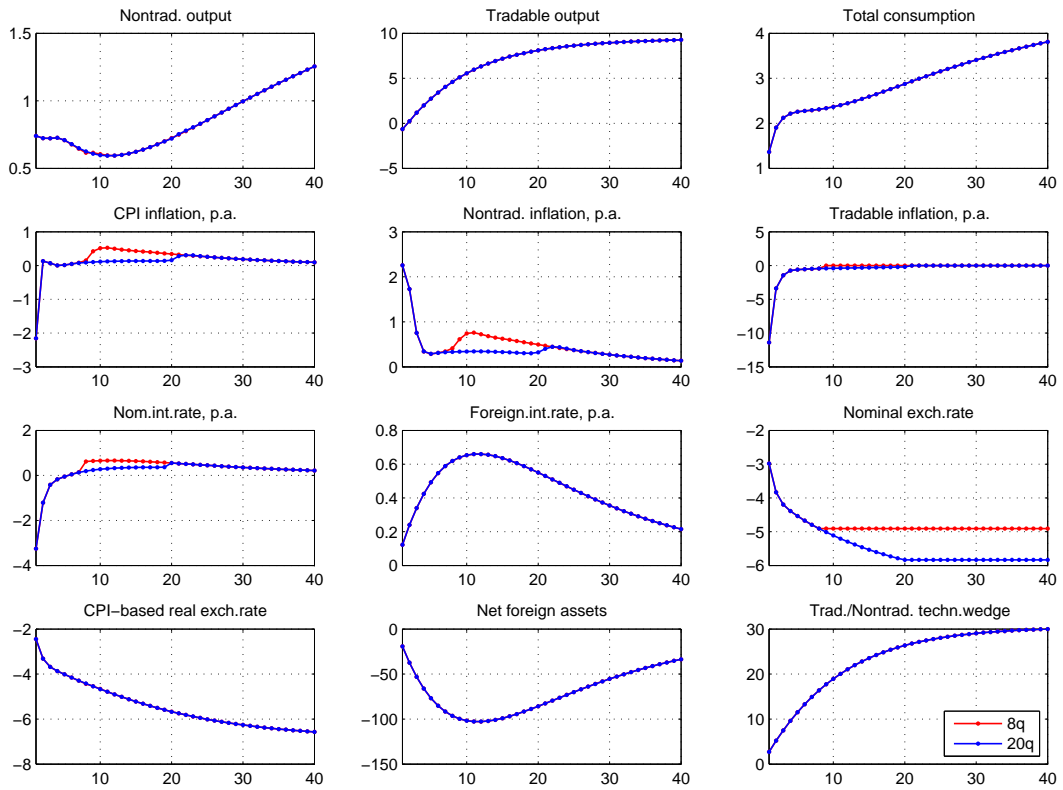 Nontrad. output
1.5
1
0.5
10 20 30 40
Tradable output
10
5
0
−5
10 20 30 40
Total consumption
4
3
2
1
10 20 30 40
CPI inflation, p.a.
1
0
−1
−2
−3
10 20 30 40
Nontrad. inflation, p.a.
3
2
1
0
10 20 30 40
Tradable inflation, p.a.
5
0
−5
−10
−15
10 20 30 40
Nom.int.rate, p.a.
2
0
−2
−4
10 20 30 40
Foreign.int.rate, p.a.
0.8
0.6
0.4
0.2
0
10 20 30 40
Nominal exch.rate
−2
−3
−4
−5
−6
10 20 30 40
CPI−based real exch.rate
−2
−4
−6
−8
10 20 30 40
Net foreign assets
0
−50
−100
−150
10 20 30 40
Trad./Nontrad. techn.wedge
30
20
10
0
10 20 30 40
8q
20q